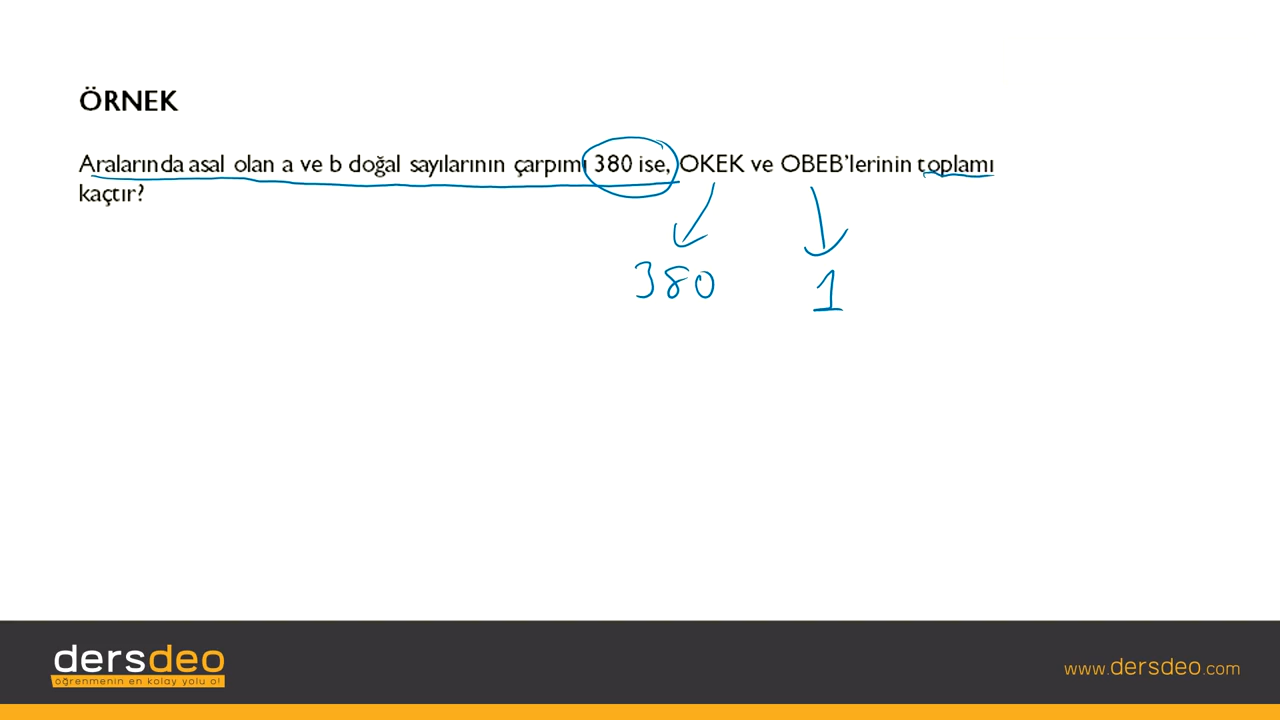 ÖRNEK
Aralarında asal olan a ve b doğal sayılarının çarpımı 380 ise, OKEK ve OBEB'lerinin toplamı
kaçtır?
380 1
dersdeo
öğrenmenin en kolay yolu o!
www.dersdeo.com